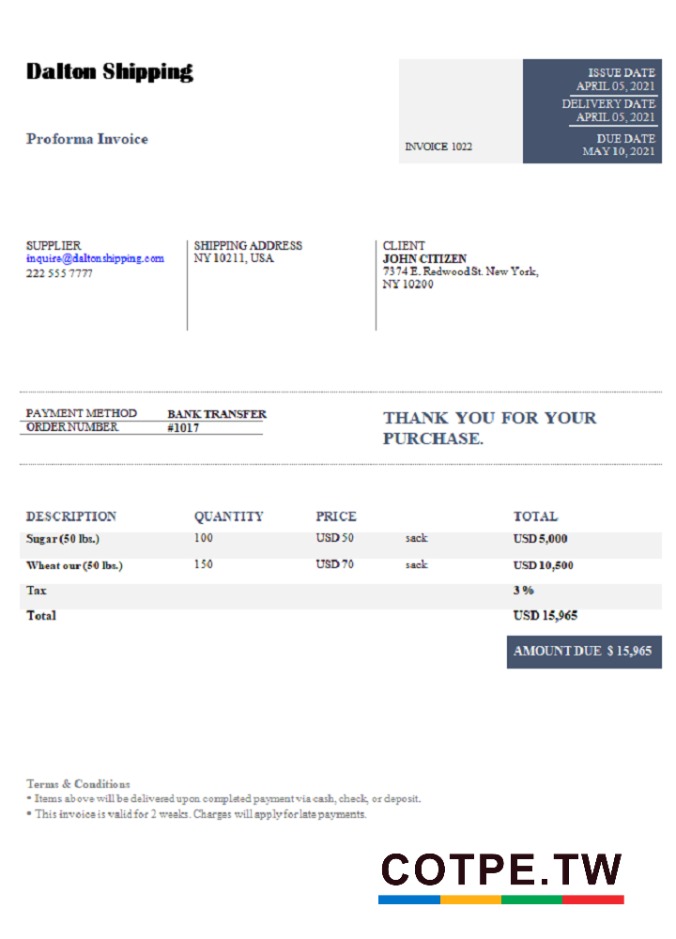 Dalton Shipping
ISSUE DATE
APRIL 05, 2021
DELIVERY DATE
APRIL 05, 2021
Proforma Invoice
INVOICE 1022
DUE DATE
MAY 10, 2021
SUPPLIER
inquire@daltonshipping.com
222 555 7777
SHIPPING ADDRESS
NY 10211, USA
CLIENT
JOHN CITIZEN
7374 E. Redwood St. New York,
NY 10200
PAYMENT METHOD BANK TRANSFER
ORDER NUMBER #1017
THANK YOU FOR YOUR
PURCHASE.
DESCRIPTION QUANTITY PRICE TOTAL
Sugar (50 lbs.) 100 USD 50 sack USD 5,000
Wheat our (50 lbs.) 150 USD 70 sack USD 10,500
Tax 3 %
Total USD 15,965
AMOUNT DUE $ 15,965
Terms & Conditions
* Items above will be delivered upon completed payment via cash, check, or deposit.
* This invoice is valid for 2 weeks. Charges will apply for late payments.
COTPE.TW